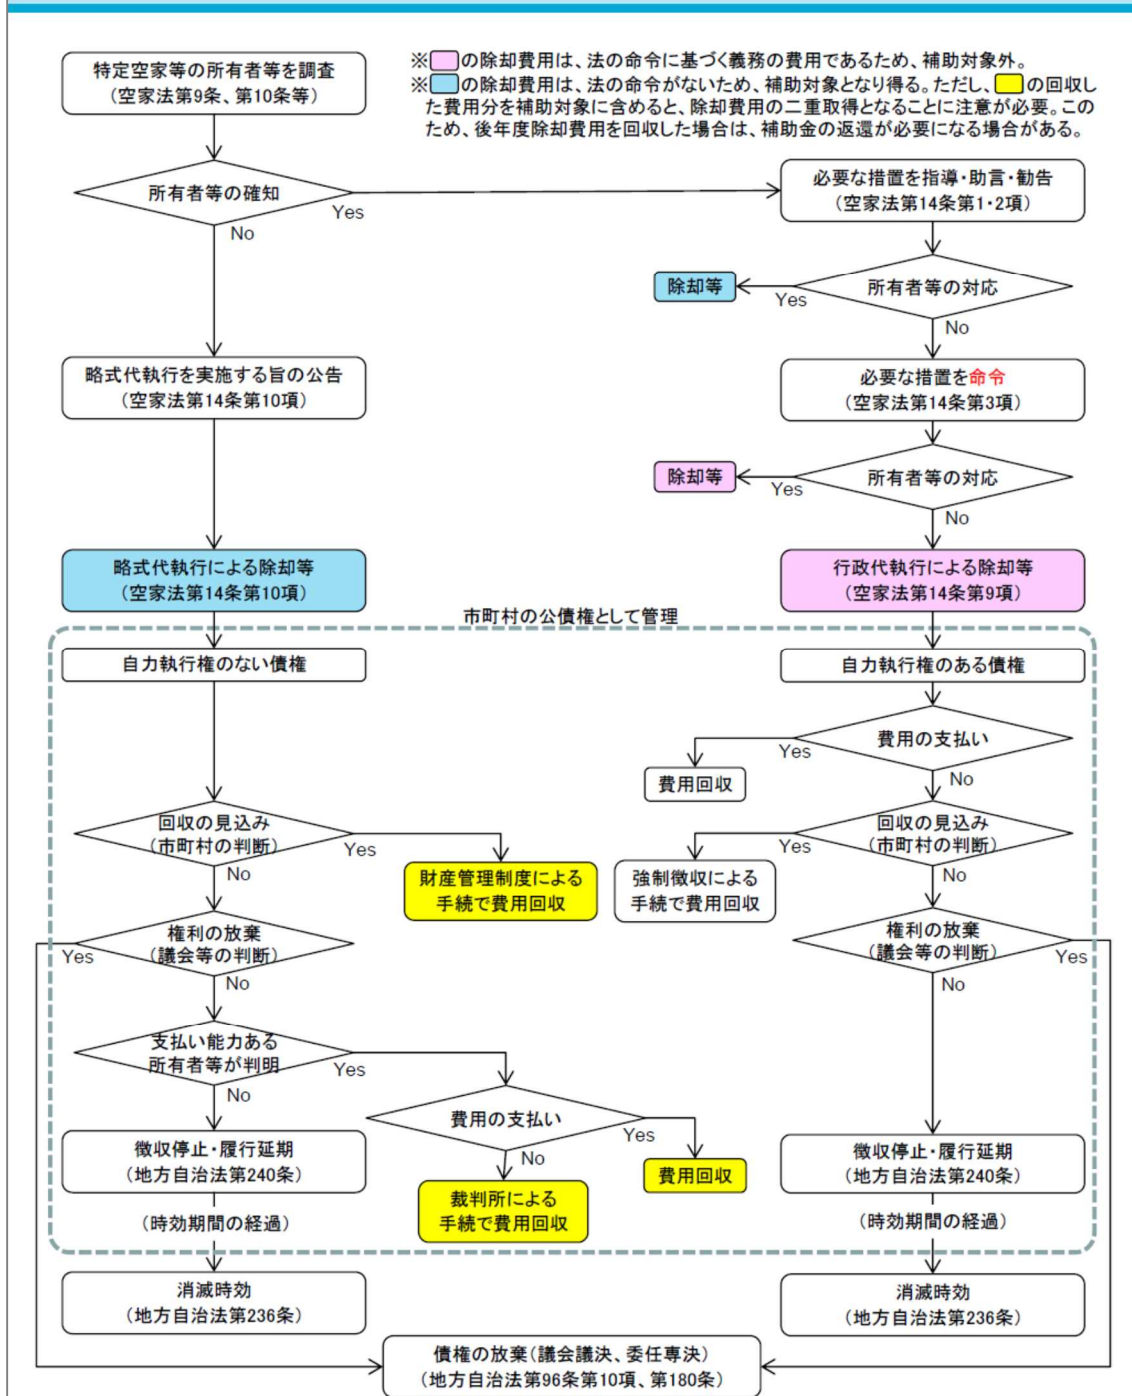 特定空家等の所有者等を調査
(空家法第9条、第10条等)
※の除却費用は、法の命令に基づく義務の費用であるため、補助対象外。
※の除却費用は、法の命令がないため、補助対象となり得る。ただし、の回収し
た費用分を補助対象に含めると、除却費用の二重取得となることに注意が必要。この
ため、後年度除却費用を回収した場合は、補助金の返還が必要になる場合がある。
所有者等の確知
Yes
No
必要な措置を指導・助言・勧告
(空家法第14条第1・2項)
除却等
Yes
所有者等の対応
No
略式代執行を実施する旨の公告
(空家法第14条第10項)
必要な措置を命令
(空家法第14条第3項)
除却等
Yes
所有者等の対応
No
略式代執行による除却等
(空家法第14条第10項)
行政代執行による除却等
(空家法第14条第9項)
市町村の公債権として管理
自力執行権のない債権
自力執行権のある債権
費用の支払い
Yes
No
費用回収
回収の見込み
(市町村の判断)
Yes
No
財産管理制度による
手続で費用回収
回収の見込み
(市町村の判断)
Yes
No
強制徴収による
手続で費用回収
権利の放棄
(議会等の判断)
Yes
No
権利の放棄
(議会等の判断)
Yes
No
支払い能力ある
所有者等が判明
Yes
No
費用の支払い
Yes
No
費用回収
裁判所による
手続で費用回収
徴収停止・履行延期
(地方自治法第240条)
徴収停止・履行延期
(地方自治法第240条)
(時効期間の経過)
(時効期間の経過)
消滅時効
(地方自治法第236条)
消滅時効
(地方自治法第236条)
債権の放棄(議会議決、委任専決)
(地方自治法第96条第10項、第180条)